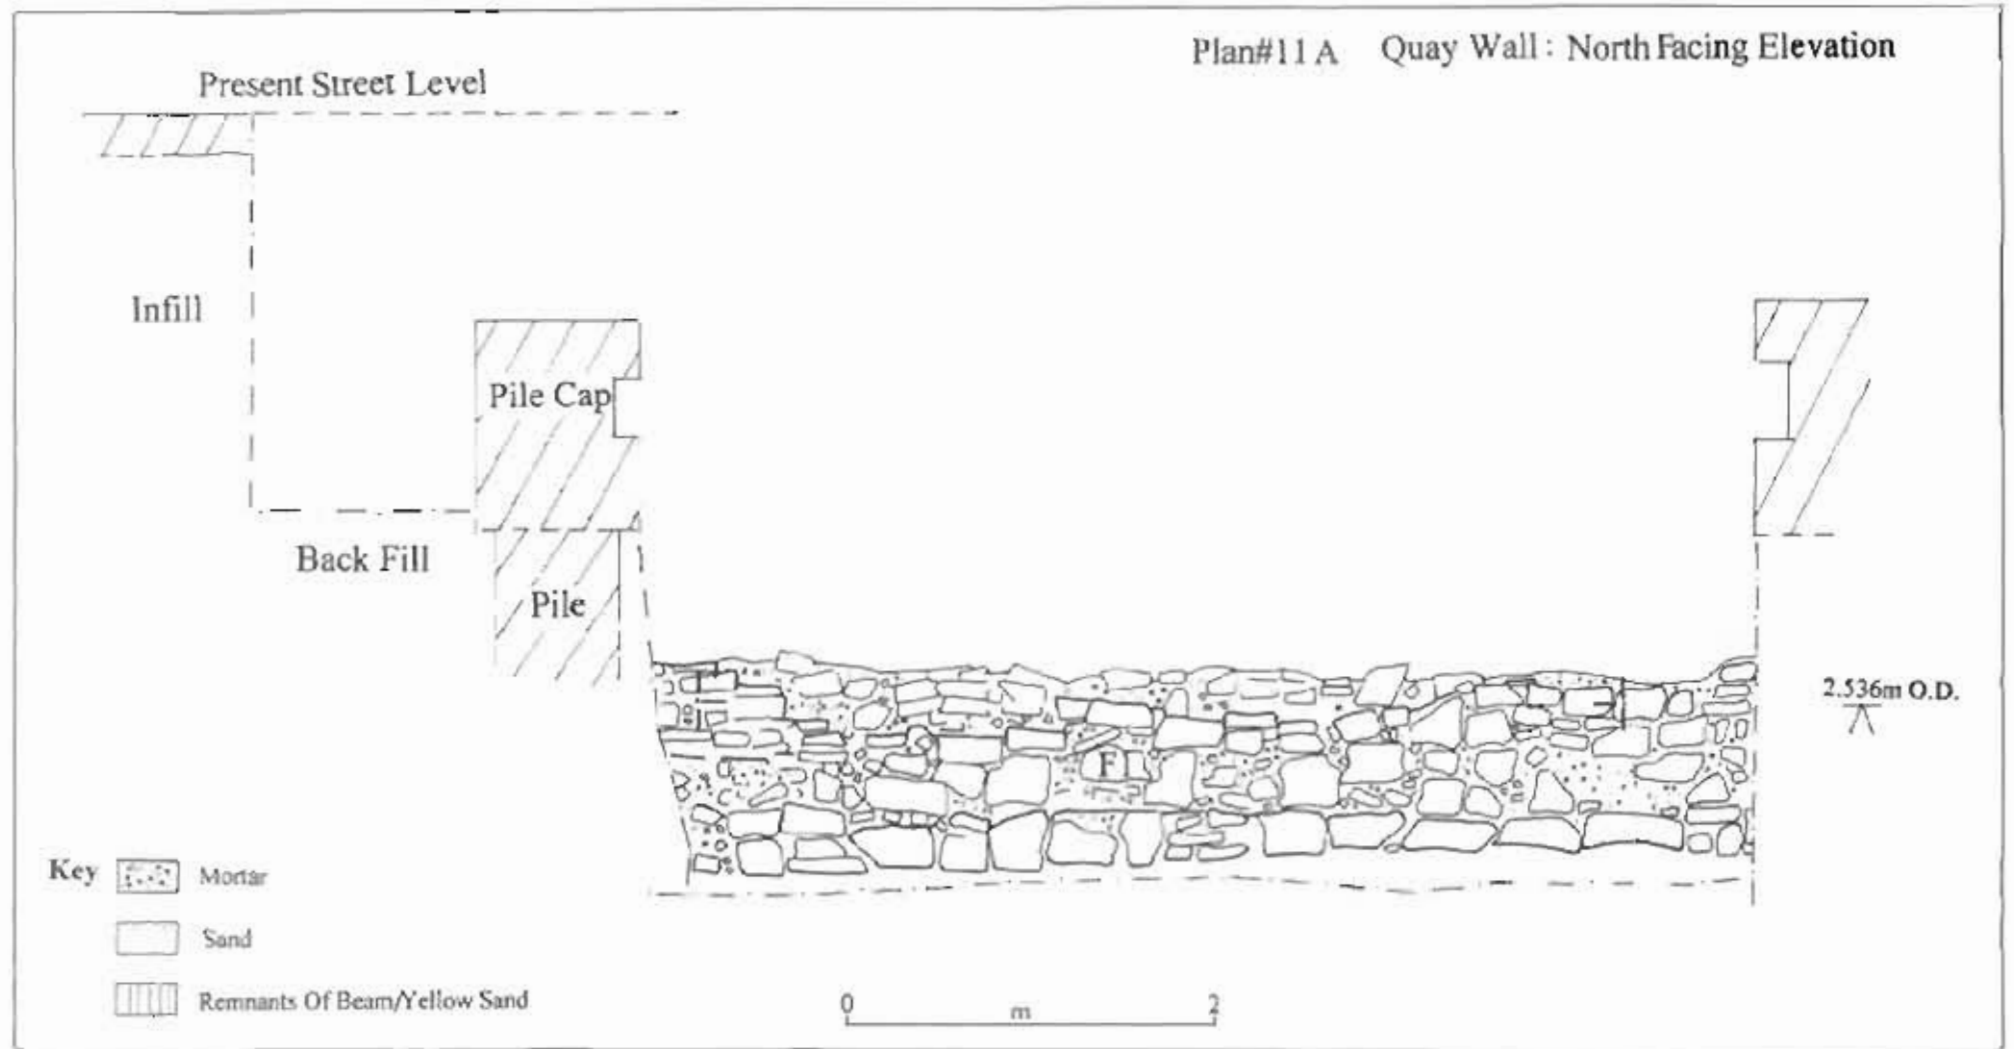 Plan#11 A Quay Wall: North Facing Elevation
Present Street Level
Infill
Pile Cap
Back Fill
Pile
2.536m O.D.
F1
Key
Mortar
Sand
Remnants Of Beam/Yellow Sand
0 2
m